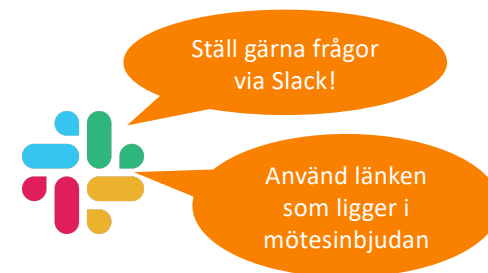 Ställ gärna frågor
via Slack!
Använd länken
som ligger i
mötesinbjudan